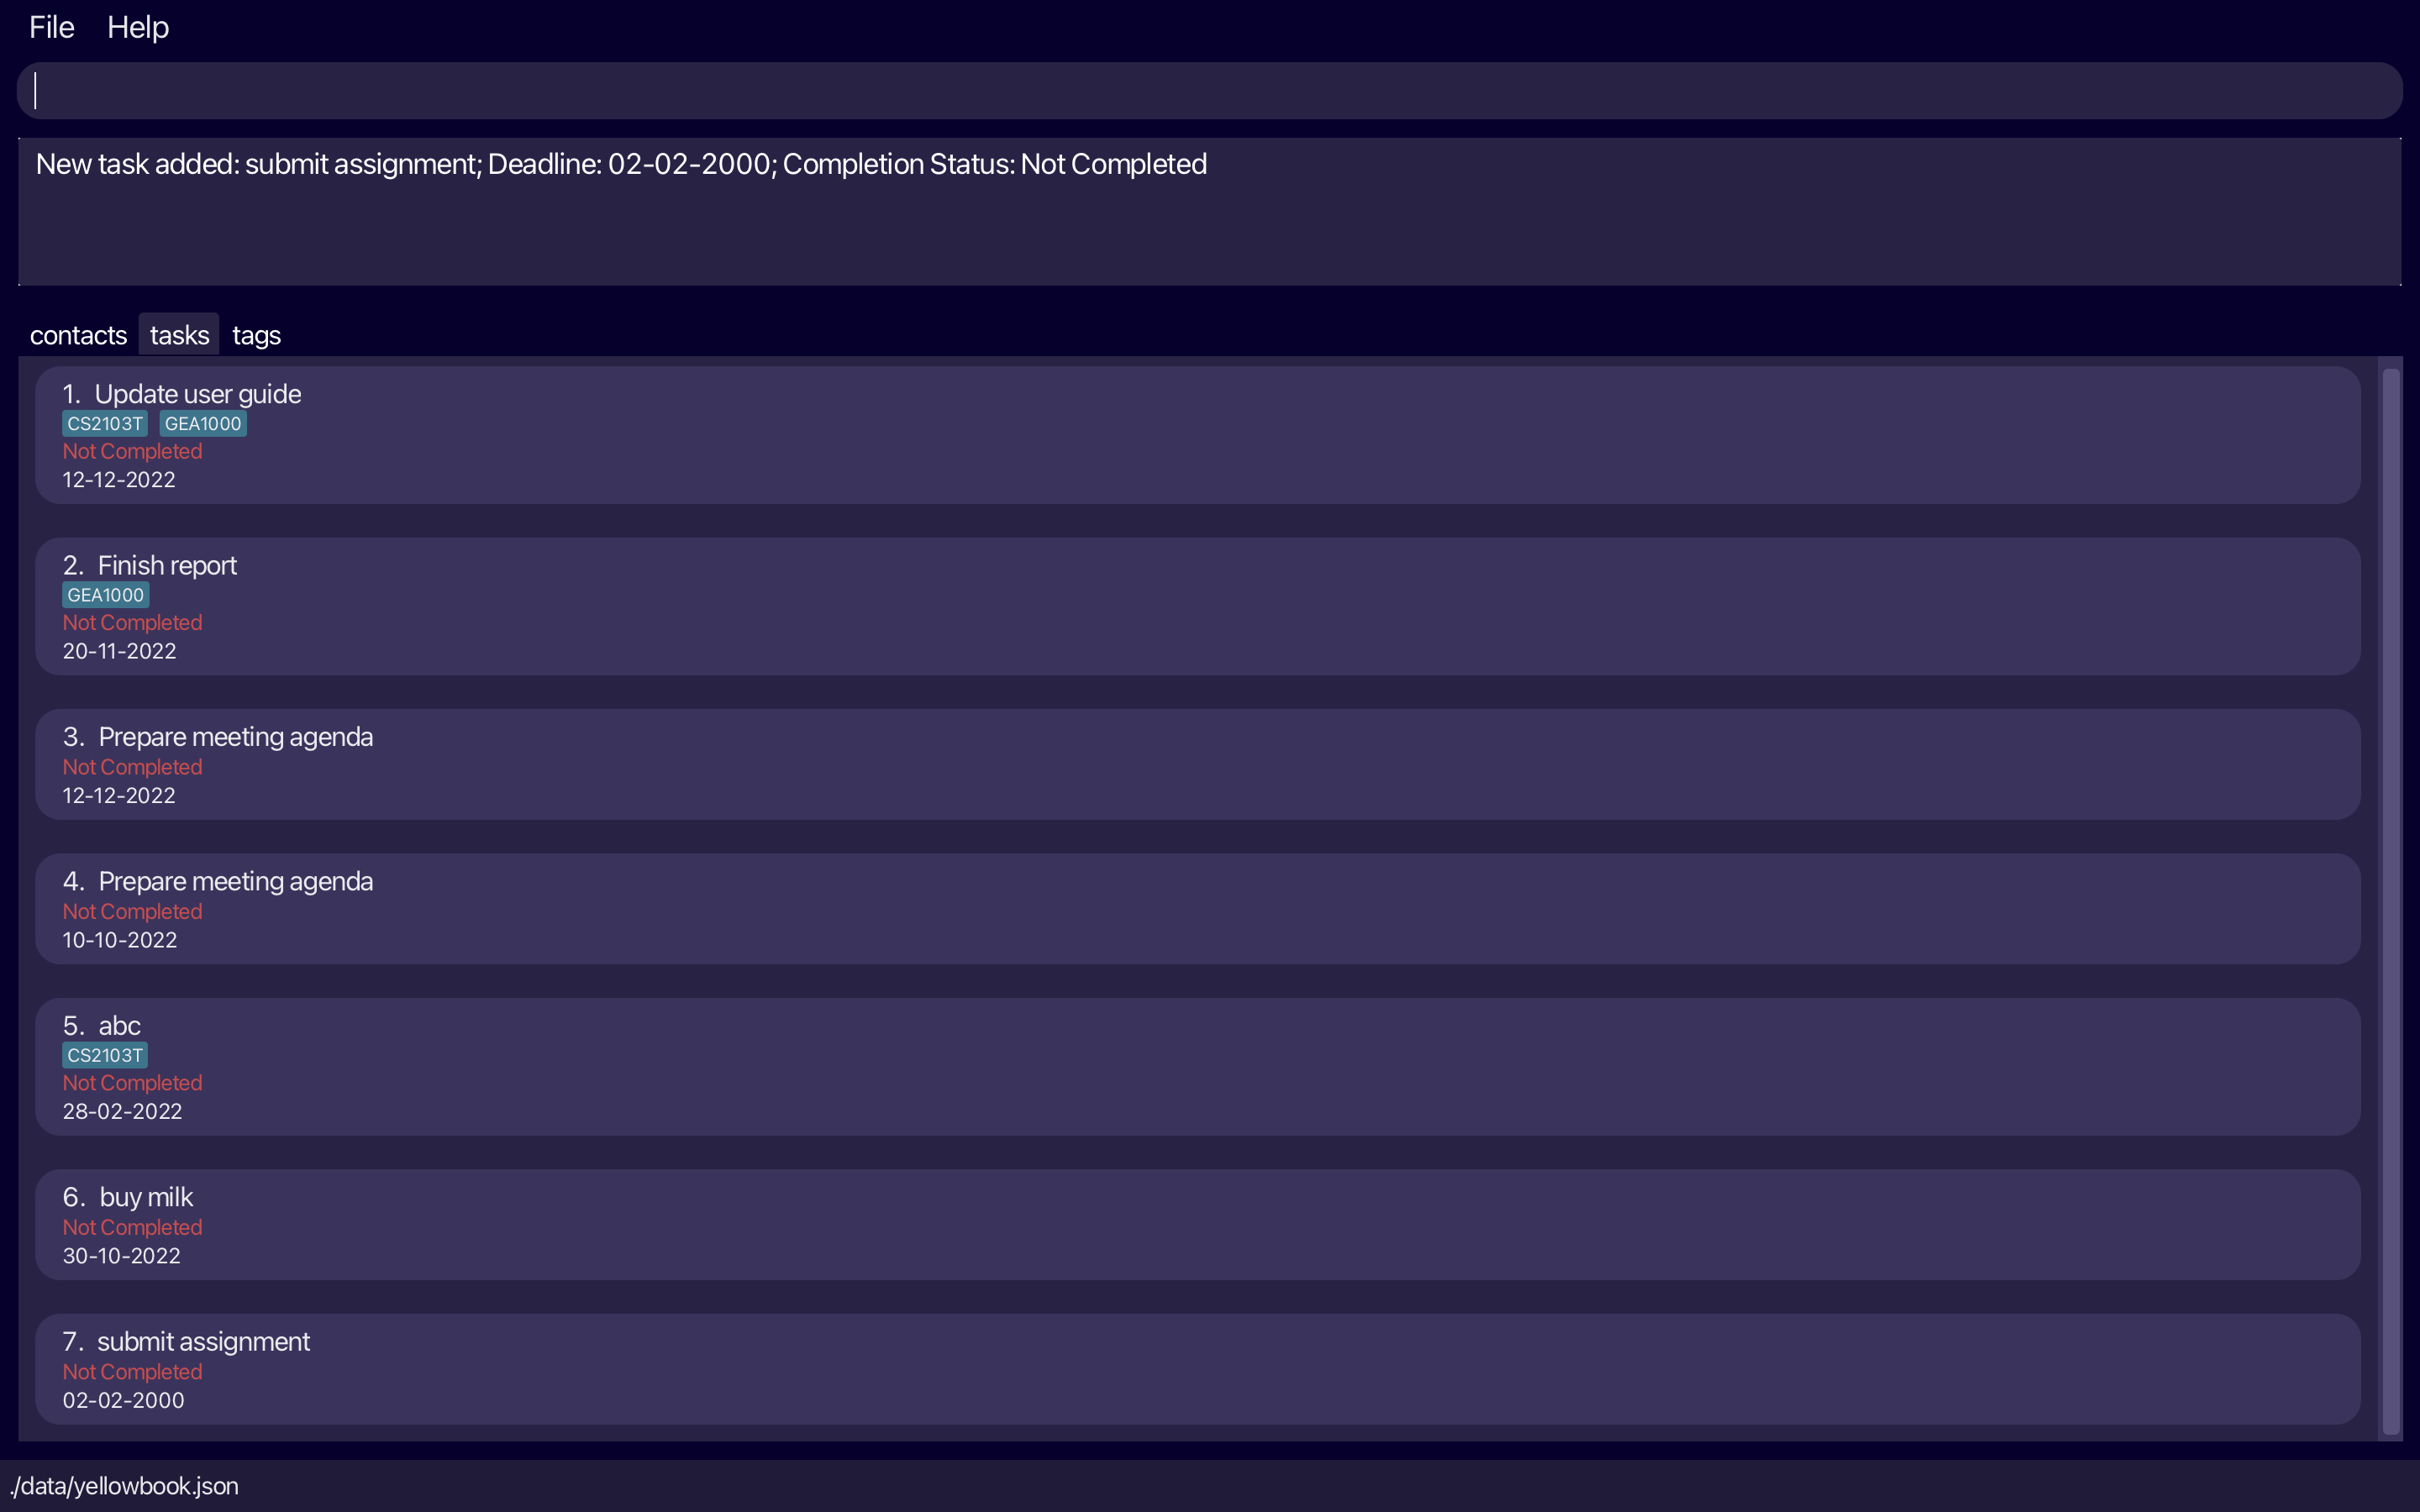 File Help
New task added: submit assignment; Deadline: 02-02-2000; Completion Status: Not Completed
contacts tasks tags
1. Update user guide
CS2103T GEA1000
Not Completed
12-12-2022
2. Finish report
GEA1000
Not Completed
20-11-2022
3. Prepare meeting agenda
Not Completed
12-12-2022
4. Prepare meeting agenda
Not Completed
10-10-2022
5. abc
CS2103T
Not Completed
28-02-2022
6. buy milk
Not Completed
30-10-2022
7. submit assignment
Not Completed
02-02-2000
./data/yellowbook.json